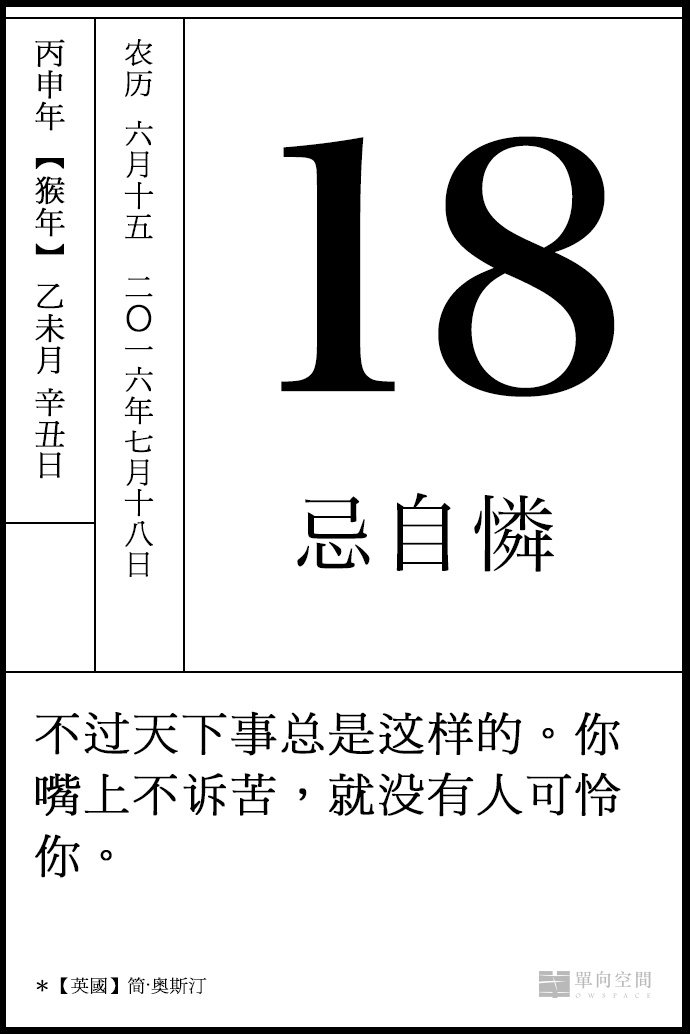 丙申年【猴年】乙未月 辛丑日
农历 六月十五 二〇一六年七月十八日
18
忌自憐
不过天下事总是这样的。你
嘴上不诉苦，就没有人可怜
你。
＊【英國】简·奧斯汀
單向空間
OWSPACE